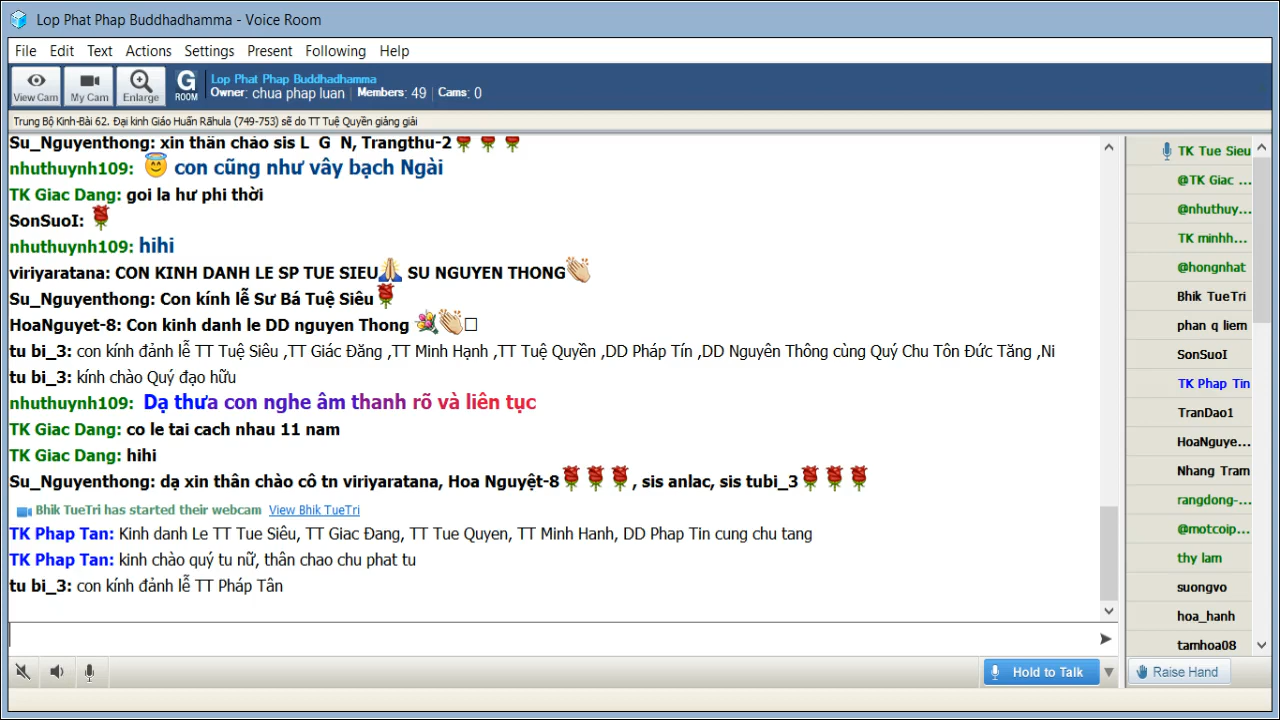 Lop Phat Phap Buddhadhamma - Voice Room
File Edit Text Actions Settings Present Following Help
View Cam My Cam Enlarge G ROOM
Lop Phat Phap Buddhadhamma
Owner: chua phap luan | Members: 49 | Cams: 0
Trung Bộ Kinh-Bài 62. Đại kinh Giáo Huấn Rãhula (749-753) sẽ do TT Tuệ Quyền giảng giải
Su_Nguyenthong: xin thân chào sis L G N, Trangthu-2
nhuthuynh109: con cũng như vây bạch Ngài
TK Giac Dang: goi la hư phi thời
SonSuoI:
nhuthuynh109: hihi
viriyaratana: CON KINH DANH LE SP TUE SIEU SU NGUYEN THONG
Su_Nguyenthong: Con kính lễ Sư Bá Tuệ Siêu
HoaNguyet-8: Con kinh danh le DD nguyen Thong
tu bi_3: con kính đảnh lễ TT Tuệ Siêu ,TT Giác Đăng ,TT Minh Hạnh ,TT Tuệ Quyền ,DD Pháp Tín ,DD Nguyên Thông cùng Quý Chu Tôn Đức Tăng ,Ni
tu bi_3: kính chào Quý đạo hữu
nhuthuynh109: Dạ thưa con nghe âm thanh rõ và liên tục
TK Giac Dang: co le tai cach nhau 11 nam
TK Giac Dang: hihi
Su_Nguyenthong: dạ xin thân chào cô tn viriyaratana, Hoa Nguyệt-8, sis anlac, sis tubi_3
Bhik TueTri has started their webcam View Bhik TueTri
TK Phap Tan: Kinh danh Le TT Tue Siêu, TT Giac Đang, TT Tue Quyen, TT Minh Hanh, DD Phap Tin cung chu tang
TK Phap Tan: kinh chào quý tu nữ, thân chao chu phat tu
tu bi_3: con kính đảnh lễ TT Pháp Tân
TK Tue Sieu
@TK Giac ...
@nhuthuy...
TK minhh...
@hongnhat
Bhik TueTri
phan q liem
SonSuoI
TK Phap Tin
TranDao1
HoaNguye...
Nhang Tram
rangdong-...
@motcoip...
thy lam
suongvo
hoa_hanh
tamhoa08
Hold to Talk
Raise Hand